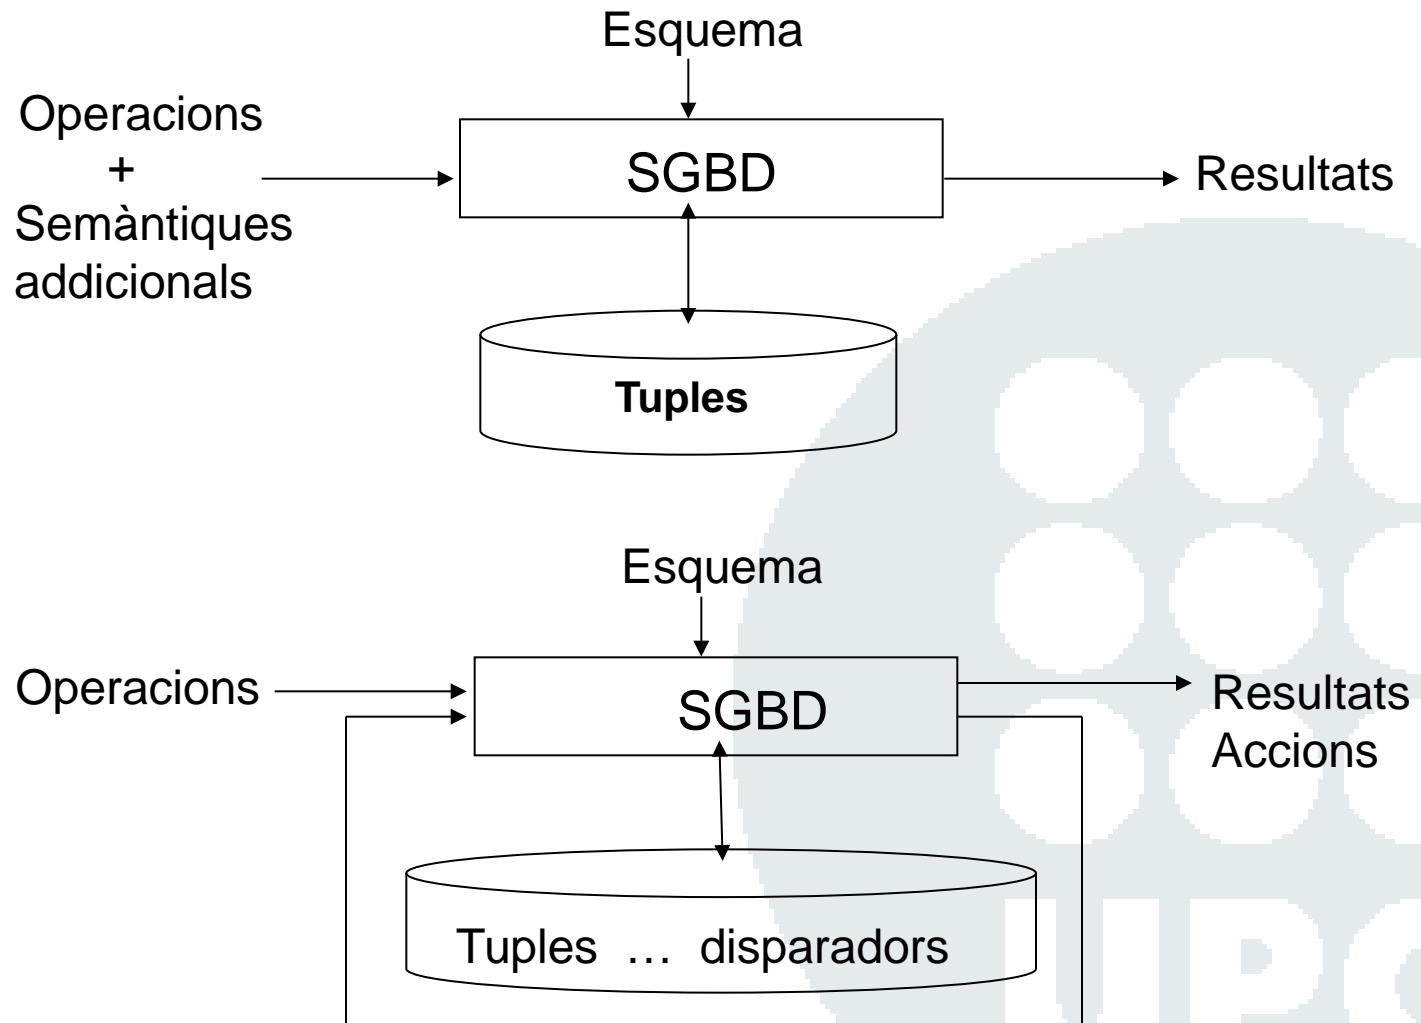 Esquema
Operacions
+
Semàntiques
addicionals
SGBD
Resultats
Tuples
Esquema
Operacions
SGBD
Resultats
Accions
Tuples … disparadors